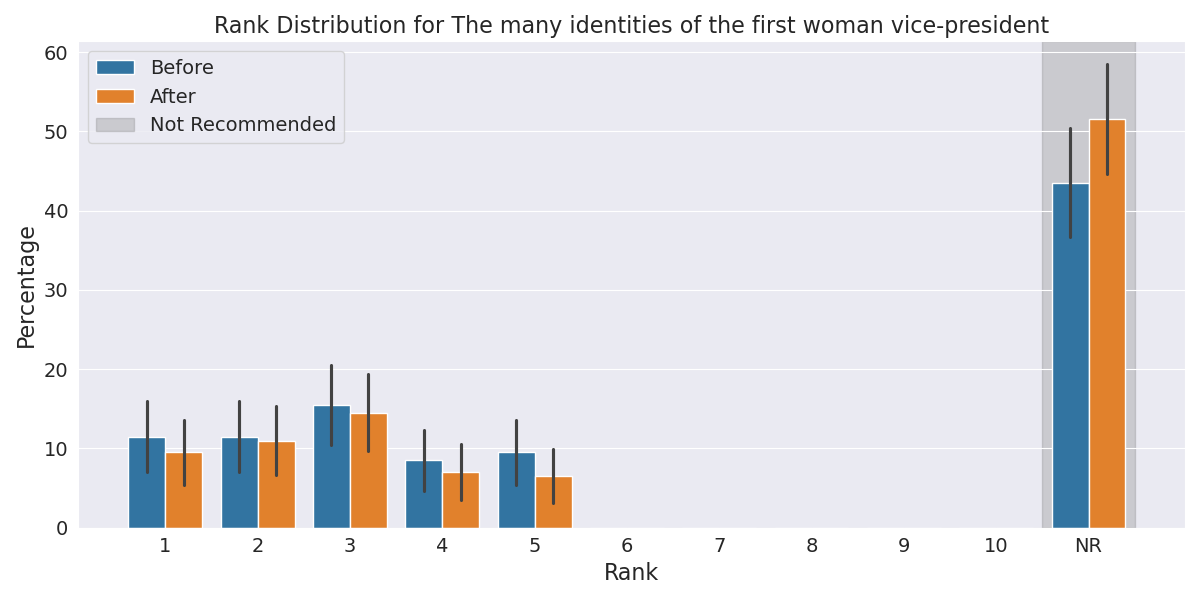 Rank Distribution for The many identities of the first woman vice-president
Before
After
Not Recommended
Percentage
60
50
40
30
20
10
0
1 2 3 4 5 6 7 8 9 10 NR
Rank